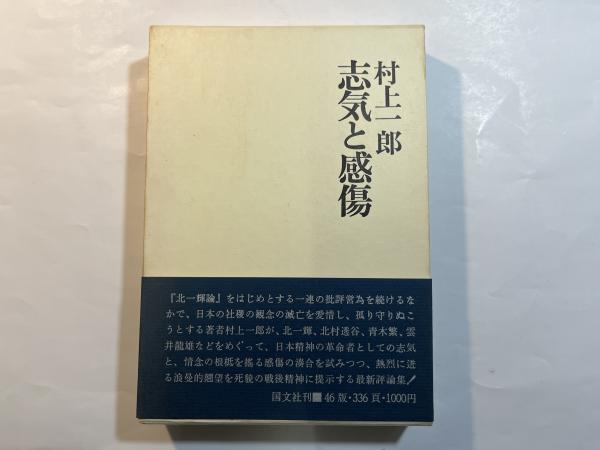 村上一郎
志気と感傷
『北一輝論』をはじめとする一連の批評営為を続けるな
かで、日本の社稷の観念の滅亡を愛惜し、孤り守りぬこ
うとする著者村上一郎が、北一輝、北村透谷、青木繁、雲
井龍雄などをめぐって、日本精神の革命者としての志気
と、情念の根柢を搖る感傷の湊合を試みつつ、熱烈に迸
る浪曼的翹望を死貌の戦後精神に提示する最新評論集!
国文社刊■46版・336頁・1000円